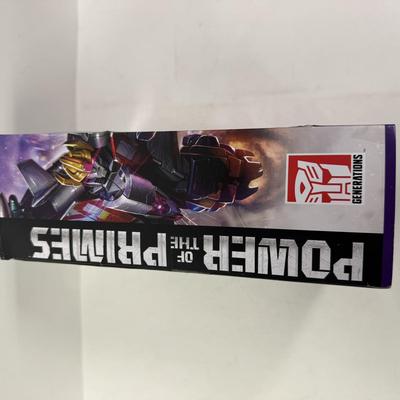 GENERATIONS
POWER
OF
THE
PRIMES